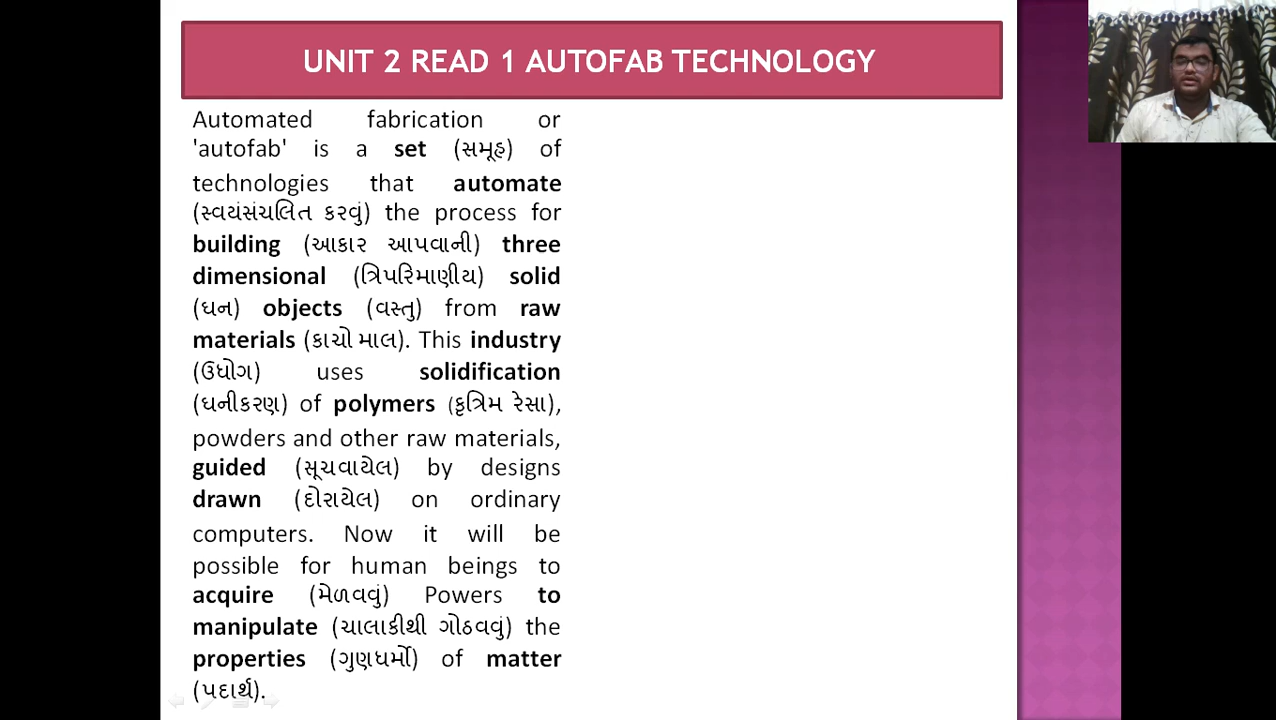 UNIT 2 READ 1 AUTOFAB TECHNOLOGY
Automated fabrication or
'autofab' is a set (સમૂહ) of
technologies that automate
(સ્વયંસંચલિત કરવું) the process for
building (આકાર આપવાની) three
dimensional (ત્રિપરિમાણીય) solid
(ઘન) objects (વસ્તુ) from raw
materials (કાચો માલ). This industry
(ઉધોગ) uses solidification
(ઘનીકરણ) of polymers (કૃત્રિમ રેસા),
powders and other raw materials,
guided (સૂચવાયેલ) by designs
drawn (દોરાયેલ) on ordinary
computers. Now it will be
possible for human beings to
acquire (મેળવવું) Powers to
manipulate (ચાલાકીથી ગોઠવવું) the
properties (ગુણધર્મો) of matter
(પદાર્થ).